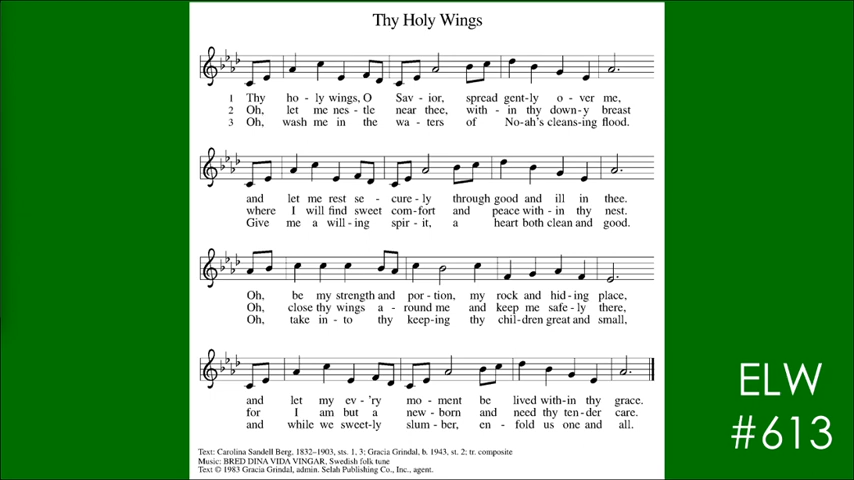 Thy Holy Wings
1 Thy ho - ly wings, O Sav - ior, spread gent - ly o - ver me,
2 Oh, let me nes - tle near thee, with - in thy down - y breast
3 Oh, wash me in the wa - ters of No-ah's cleans - ing flood.
and let me rest se - cure - ly through good and ill in thee.
where I will find sweet com - fort and peace with - in thy nest.
Give me a will - ing spir - it, a heart both clean and good.
Oh, be my strength and por - tion, my rock and hid - ing place,
Oh, close thy wings a - round me and keep me safe - ly there,
Oh, take in - to thy keep-ing thy chil - dren great and small,
and let my ev - 'ry mo - ment be lived with-in thy grace.
for I am but a new - born and need thy ten - der care.
and while we sweet-ly slum - ber, en - fold us one and all.
Text: Carolina Sandell Berg, 1832–1903, sts. 1, 3; Gracia Grindal, b. 1943, st. 2; tr. composite
Music: BRED DINA VIDA VINGAR, Swedish folk tune
Text © 1983 Gracia Grindal, admin. Selah Publishing Co., Inc., agent.
ELW
#613